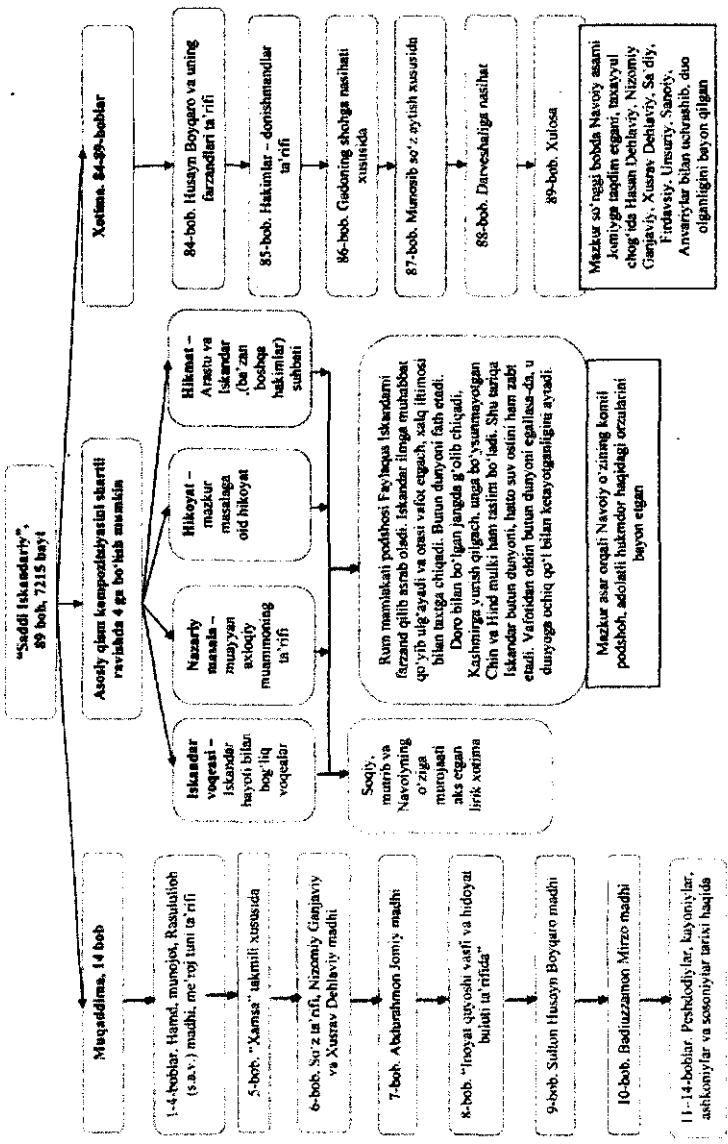 "Saddi Iskandariy",
89 bob, 7215 bayt
Muqaddima, 14 bob
1-4-boblar. Hamd, munojot, Rasululloh
(s.a.v.) madhi, me'roj tuni ta'rifi
5-bob. "Xamsa" takmili xususida
6-bob. So'z ta'rifi, Nizomiy Ganjaviy
va Xusrav Dehlaviy madhi
7-bob. Abdurahmon Jomiy madhi
8-bob. "Inoyat quyoshi vasfi va hidoyat
buluti ta'rifida"
9-bob. Sulton Husayn Boyqaro madhi
10-bob. Badiuzzamon Mirzo madhi
11-14-boblar. Peshdodiylar, kayoniylar,
ashkoniylar va sosoniylar tarixi haqida
Asosiy qism kompozitsiyasini shartli
ravishda 4 ga bo'lish mumkin
Iskandar
voqeasi –
Iskandar
hayoti bilan
bog'liq
voqealar
Nazariy
masala –
muayyan
axloqiy
muammoning
ta'rifi
Hikoyat –
mazkur
masalaga
oid hikoyat
Hikmat –
Arastu va
Iskandar
(ba'zan
boshqa
hakimlar)
suhbati
Soqiy,
mutrib va
Navoiyning
o'ziga
murojaati
aks etgan
lirik xotima
Rum mamlakati podshosi Faylaqus Iskandarni
farzand qilib asrab oladi. Iskandar ilmga muhabbat
qo'yib ulg'ayadi va otasi vafot etgach, xalq iltimosi
bilan taxtga chiqadi. Butun dunyoni fath etadi.
Doro bilan bo'lgan jangda g'olib chiqadi,
Kashmirga yurish qilgach, unga bo'ysunmayotgan
Chin va Hind mulki ham taslim bo'ladi. Shu tariqa
Iskandar butun dunyoni, hatto suv ostini ham zabt
etadi. Vafotidan oldin butun dunyoni egallasa-da, u
dunyoga ochiq qo'l bilan ketayotganligini aytadi.
Mazkur asar orqali Navoiy o'zining komil
podshoh, adolatli hukmdor haqidagi orzularini
bayon etgan
Xotima. 84-89-boblar
84-bob. Husayn Boyqaro va uning
farzandlari ta'rifi
85-bob. Hakimlar – donishmandlar
ta'rifi
86-bob. Gadoning shohga nasihati
xususida
87-bob. Munosib so'z aytish xususida
88-bob. Darveshaliga nasihat
89-bob. Xulosa
Mazkur so'nggi bobda Navoiy asarni
Jomiyga taqdim etgani, taxayyul
chog'ida Hasan Dehlaviy, Nizomiy
Ganjaviy, Xusrav Dehlaviy, Sa'diy,
Firdavsiy, Unsuriy, Sanoiy,
Anvariylar bilan uchrashib, duo
olganligini bayon qilgan